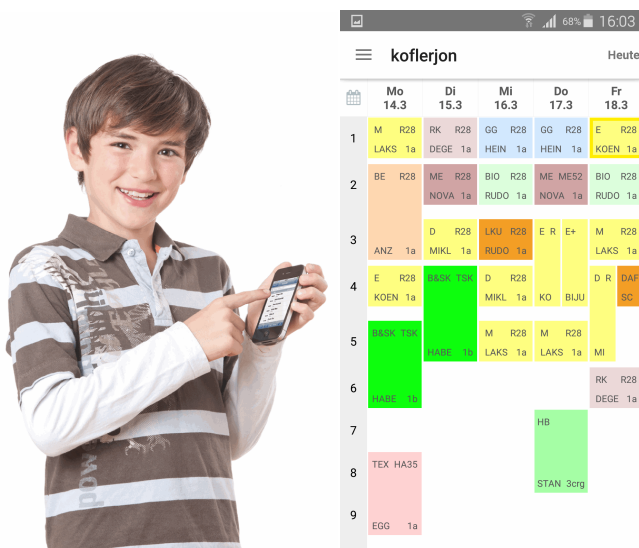 68% 16:03
koflerjon Heute
Mo Di Mi Do Fr
14.3 15.3 16.3 17.3 18.3
1
M R28 RK R28 GG R28 GG R28 E R28
LAKS 1a DEGE 1a HEIN 1a HEIN 1a KOEN 1a
2
BE R28 ME R28 BIO R28 ME ME52 BIO R28
NOVA 1a RUDO 1a NOVA 1a RUDO 1a
3
D R28 LKU R28 E R E+ M R28
ANZ 1a MIKL 1a RUDO 1a LAKS 1a
4
E R28 B&SK TSK D R28 D R DAF
KOEN 1a MIKL 1a KO BIJU SC
5
B&SK TSK M R28 M R28
HABE 1b LAKS 1a LAKS 1a MI
6
RK R28
HABE 1b DEGE 1a
7
HB
8
TEX HA35
STAN 3crg
9
EGG 1a